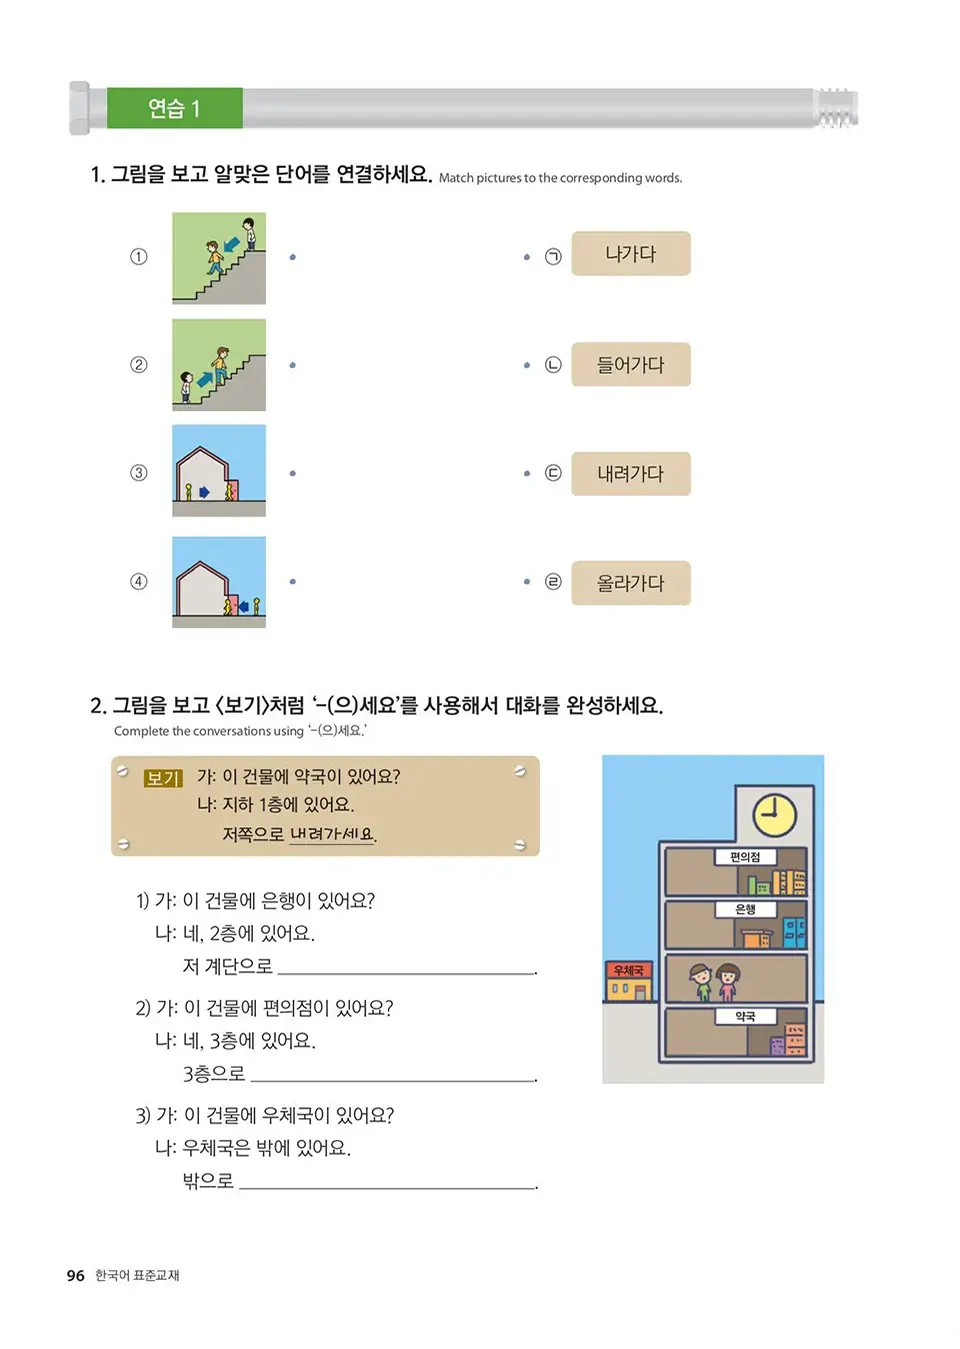 연습 1
1. 그림을 보고 알맞은 단어를 연결하세요. Match pictures to the corresponding words.
① ㉠ 나가다
② ㉡ 들어가다
③ ㉢ 내려가다
④ ㉣ 올라가다
2. 그림을 보고 〈보기〉처럼 ‘-(으)세요’를 사용해서 대화를 완성하세요.
Complete the conversations using ‘-(으)세요.’
보기 가: 이 건물에 약국이 있어요?
나: 지하 1층에 있어요.
저쪽으로 내려가세요.
편의점
은행
우체국
약국
1) 가: 이 건물에 은행이 있어요?
나: 네, 2층에 있어요.
저 계단으로 ______________________.
2) 가: 이 건물에 편의점이 있어요?
나: 네, 3층에 있어요.
3층으로 ______________________.
3) 가: 이 건물에 우체국이 있어요?
나: 우체국은 밖에 있어요.
밖으로 ______________________.
96 한국어 표준교재